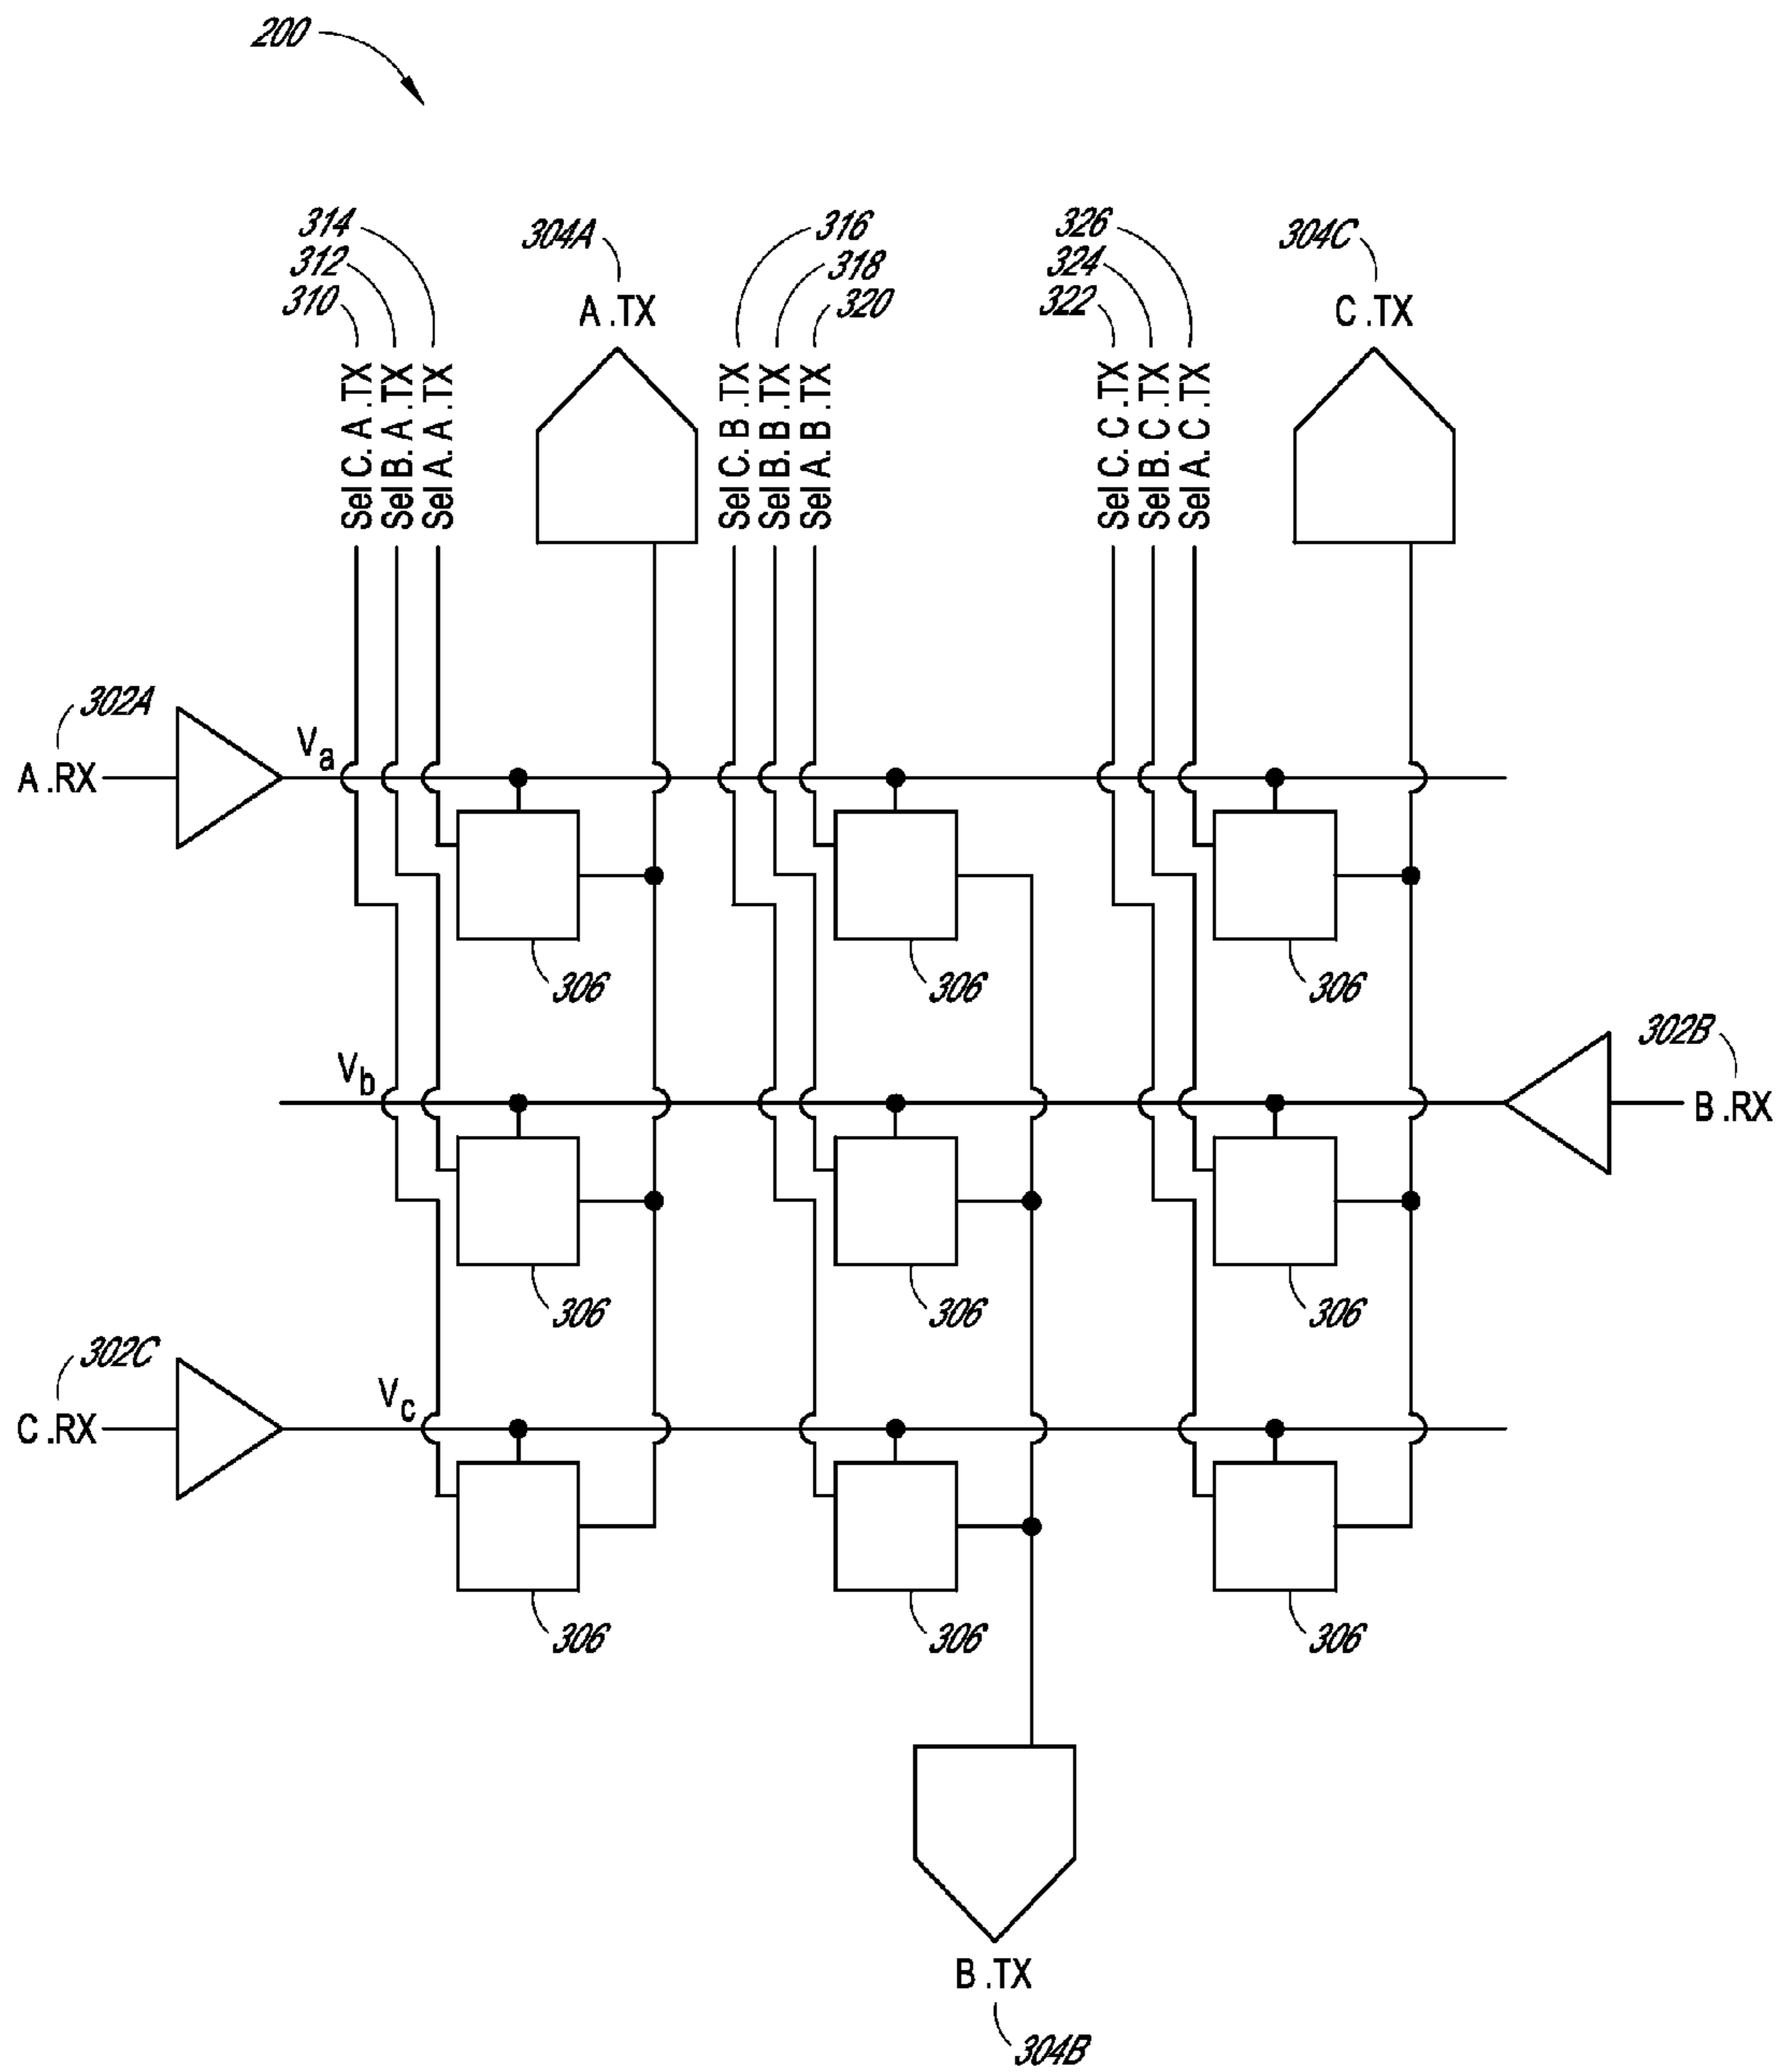 200
314
304A
316
326
304C
312
318
324
310
A .TX
320
322
C .TX
Sel C. A .TX
Sel B. A .TX
Sel A. A .TX
Sel C. B .TX
Sel B. B .TX
Sel A. B .TX
Sel C. C .TX
Sel B. C .TX
Sel A. C .TX
302A
A .RX
Va
306
306
306
302B
Vb
B .RX
306
306
306
302C
C .RX
Vc
306
306
306
B .TX
304B